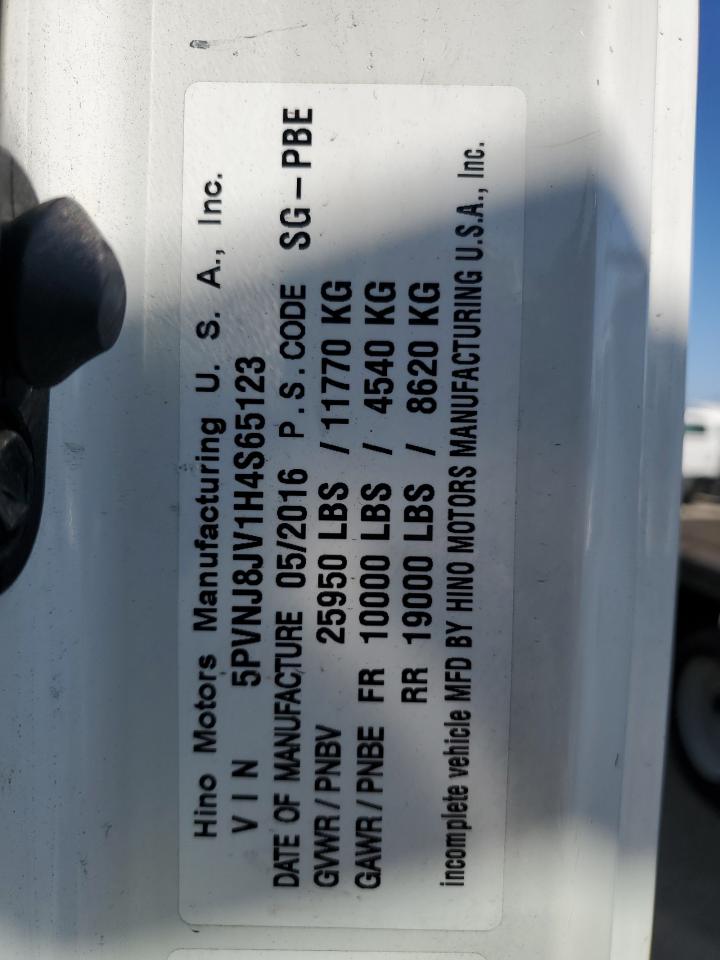 Hino Motors Manufacturing U. S. A., Inc.
VIN 5PVNJ8JV1H4S65123
DATE OF MANUFACTURE 05/2016 P.S. CODE SG-PBE
GVWR/PNBV 25950 LBS / 11770 KG
GAWR/PNBE FR 10000 LBS / 4540 KG
RR 19000 LBS / 8620 KG
incomplete vehicle MFD BY HINO MOTORS MANUFACTURING U.S.A., Inc.